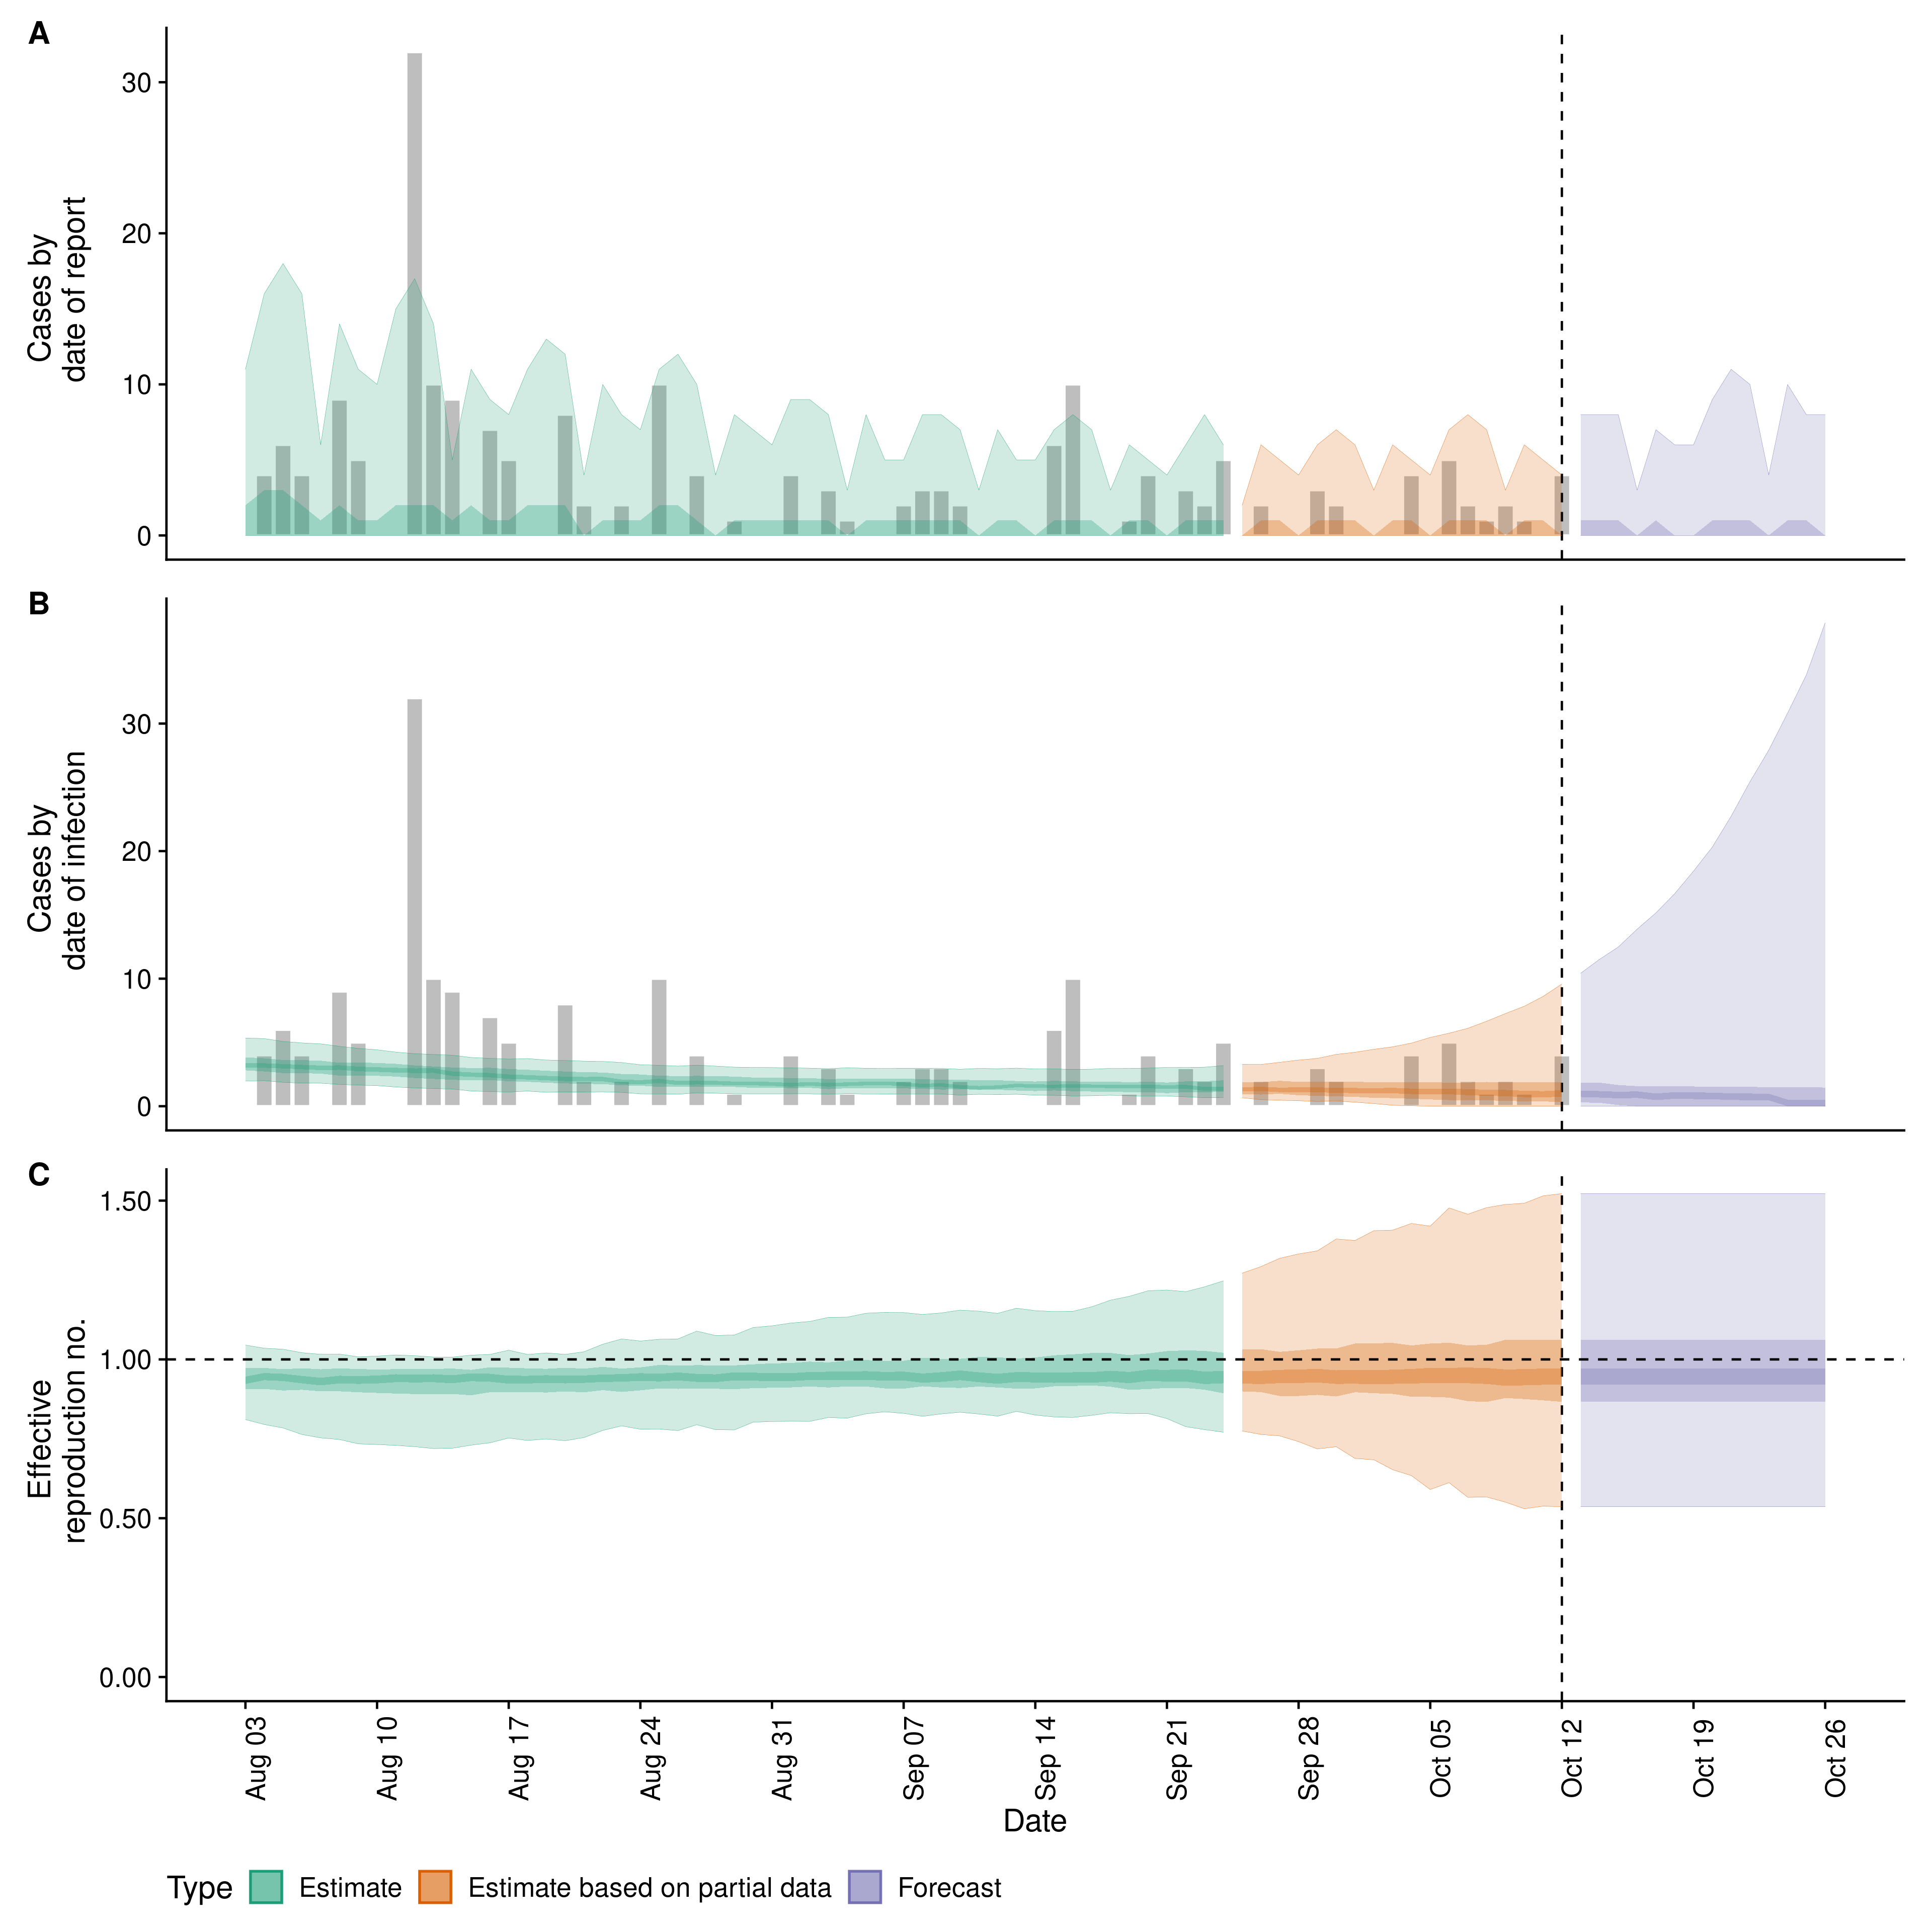 A
Cases by
date of report
30
20
10
0
B
Cases by
date of infection
30
20
10
0
C
Effective
reproduction no.
1.50
1.00
0.50
0.00
Aug 03
Aug 10
Aug 17
Aug 24
Aug 31
Sep 07
Sep 14
Sep 21
Sep 28
Oct 05
Oct 12
Oct 19
Oct 26
Date
Type Estimate Estimate based on partial data Forecast